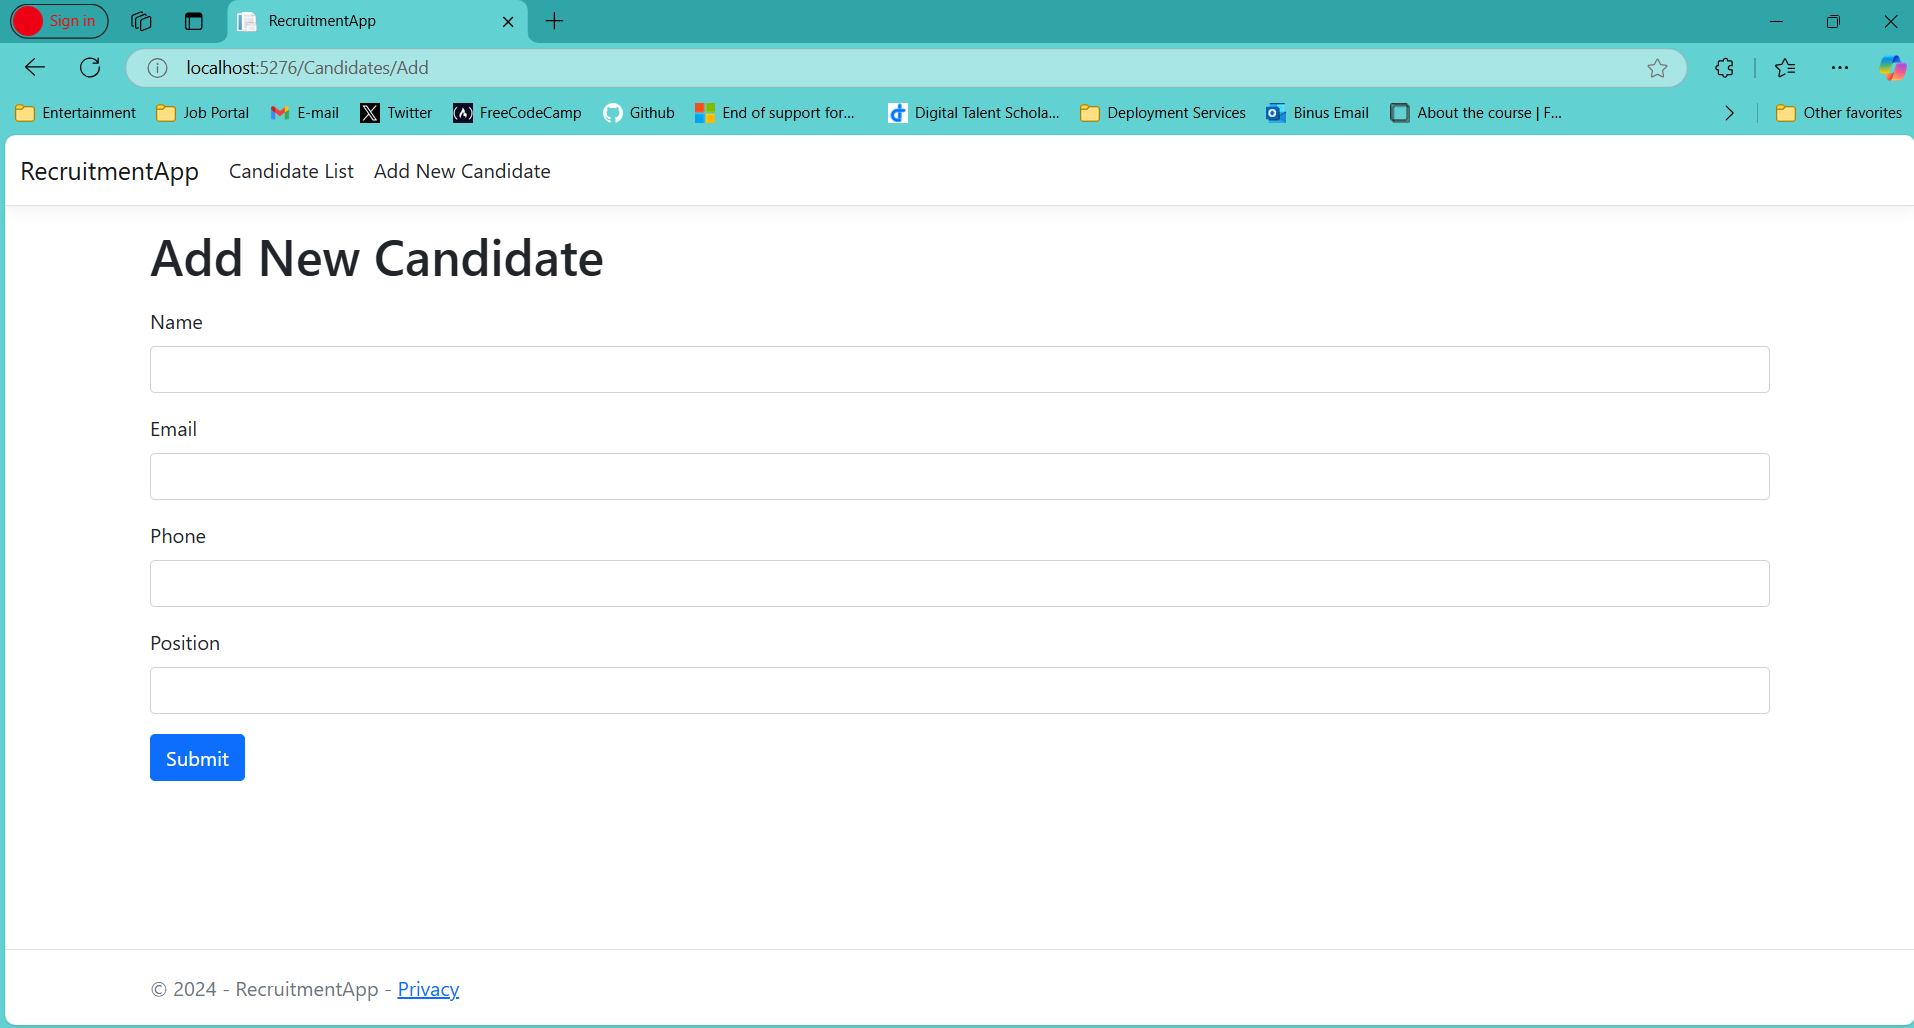 Sign in
RecruitmentApp
localhost:5276/Candidates/Add
Entertainment Job Portal E-mail Twitter FreeCodeCamp Github End of support for... Digital Talent Schola... Deployment Services Binus Email About the course | F... Other favorites
RecruitmentApp Candidate List Add New Candidate
Add New Candidate
Name
Email
Phone
Position
Submit
© 2024 - RecruitmentApp - Privacy